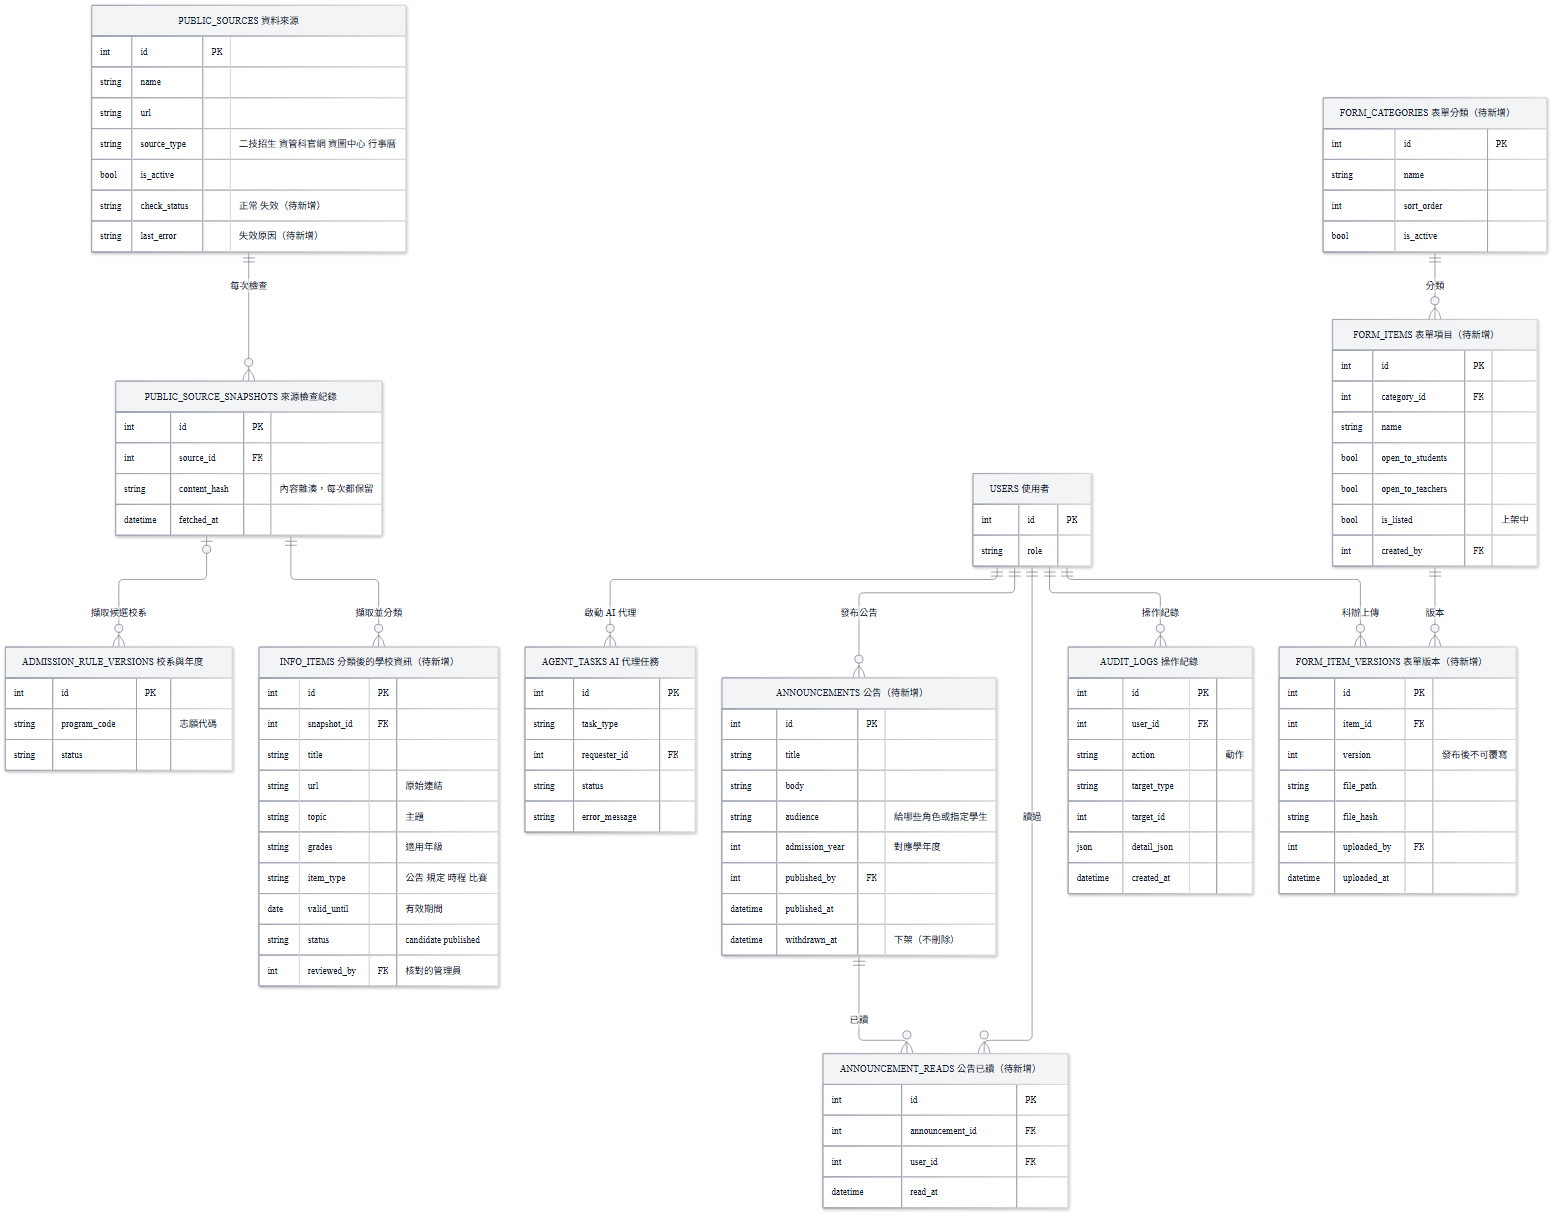 PUBLIC_SOURCES 資料來源
int id PK
string name
string url
string source_type 二技招生 資管科官網 資圖中心 行事曆
bool is_active
string check_status 正常 失效（待新增）
string last_error 失效原因（待新增）
每次檢查
PUBLIC_SOURCE_SNAPSHOTS 來源檢查紀錄
int id PK
int source_id FK
string content_hash 內容雜湊，每次都保留
datetime fetched_at
擷取候選校系
擷取並分類
ADMISSION_RULE_VERSIONS 校系與年度
int id PK
string program_code 志願代碼
string status
INFO_ITEMS 分類後的學校資訊（待新增）
int id PK
int snapshot_id FK
string title
string url 原始連結
string topic 主題
string grades 適用年級
string item_type 公告 規定 時程 比賽
date valid_until 有效期間
string status candidate published
int reviewed_by FK 核對的管理員
USERS 使用者
int id PK
string role
啟動 AI 代理
發布公告
讀過
操作紀錄
科辦上傳
AGENT_TASKS AI 代理任務
int id PK
string task_type
int requester_id FK
string status
string error_message
ANNOUNCEMENTS 公告（待新增）
int id PK
string title
string body
string audience 給哪些角色或指定學生
int admission_year 對應學年度
int published_by FK
datetime published_at
datetime withdrawn_at 下架（不刪除）
已讀
ANNOUNCEMENT_READS 公告已讀（待新增）
int id PK
int announcement_id FK
int user_id FK
datetime read_at
AUDIT_LOGS 操作紀錄
int id PK
int user_id FK
string action 動作
string target_type
int target_id
json detail_json
datetime created_at
FORM_CATEGORIES 表單分類（待新增）
int id PK
string name
int sort_order
bool is_active
分類
FORM_ITEMS 表單項目（待新增）
int id PK
int category_id FK
string name
bool open_to_students
bool open_to_teachers
bool is_listed 上架中
int created_by FK
版本
FORM_ITEM_VERSIONS 表單版本（待新增）
int id PK
int item_id FK
int version 發布後不可覆寫
string file_path
string file_hash
int uploaded_by FK
datetime uploaded_at